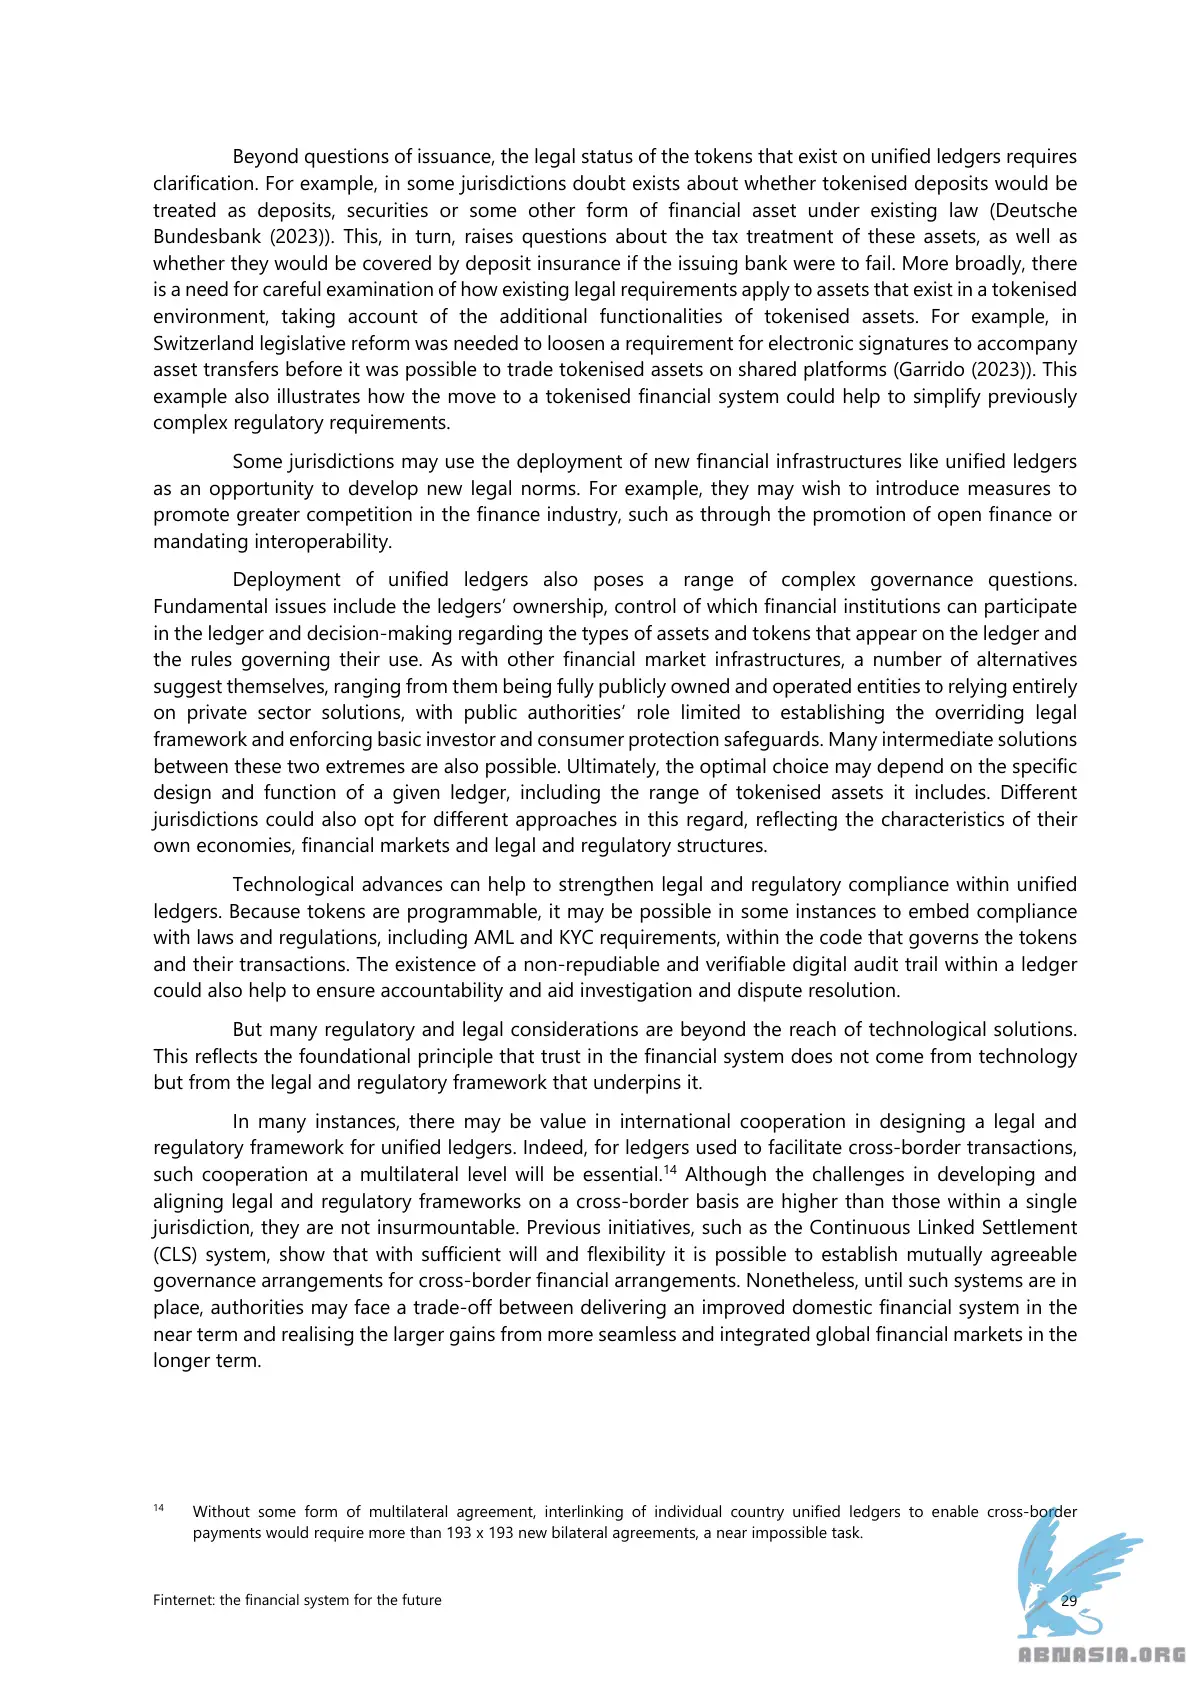 Beyond questions of issuance, the legal status of the tokens that exist on unified ledgers requires
clarification. For example, in some jurisdictions doubt exists about whether tokenised deposits would be
treated as deposits, securities or some other form of financial asset under existing law (Deutsche
Bundesbank (2023)). This, in turn, raises questions about the tax treatment of these assets, as well as
whether they would be covered by deposit insurance if the issuing bank were to fail. More broadly, there
is a need for careful examination of how existing legal requirements apply to assets that exist in a tokenised
environment, taking account of the additional functionalities of tokenised assets. For example, in
Switzerland legislative reform was needed to loosen a requirement for electronic signatures to accompany
asset transfers before it was possible to trade tokenised assets on shared platforms (Garrido (2023)). This
example also illustrates how the move to a tokenised financial system could help to simplify previously
complex regulatory requirements.
Some jurisdictions may use the deployment of new financial infrastructures like unified ledgers
as an opportunity to develop new legal norms. For example, they may wish to introduce measures to
promote greater competition in the finance industry, such as through the promotion of open finance or
mandating interoperability.
Deployment of unified ledgers also poses a range of complex governance questions.
Fundamental issues include the ledgers’ ownership, control of which financial institutions can participate
in the ledger and decision-making regarding the types of assets and tokens that appear on the ledger and
the rules governing their use. As with other financial market infrastructures, a number of alternatives
suggest themselves, ranging from them being fully publicly owned and operated entities to relying entirely
on private sector solutions, with public authorities’ role limited to establishing the overriding legal
framework and enforcing basic investor and consumer protection safeguards. Many intermediate solutions
between these two extremes are also possible. Ultimately, the optimal choice may depend on the specific
design and function of a given ledger, including the range of tokenised assets it includes. Different
jurisdictions could also opt for different approaches in this regard, reflecting the characteristics of their
own economies, financial markets and legal and regulatory structures.
Technological advances can help to strengthen legal and regulatory compliance within unified
ledgers. Because tokens are programmable, it may be possible in some instances to embed compliance
with laws and regulations, including AML and KYC requirements, within the code that governs the tokens
and their transactions. The existence of a non-repudiable and verifiable digital audit trail within a ledger
could also help to ensure accountability and aid investigation and dispute resolution.
But many regulatory and legal considerations are beyond the reach of technological solutions.
This reflects the foundational principle that trust in the financial system does not come from technology
but from the legal and regulatory framework that underpins it.
In many instances, there may be value in international cooperation in designing a legal and
regulatory framework for unified ledgers. Indeed, for ledgers used to facilitate cross-border transactions,
such cooperation at a multilateral level will be essential.14 Although the challenges in developing and
aligning legal and regulatory frameworks on a cross-border basis are higher than those within a single
jurisdiction, they are not insurmountable. Previous initiatives, such as the Continuous Linked Settlement
(CLS) system, show that with sufficient will and flexibility it is possible to establish mutually agreeable
governance arrangements for cross-border financial arrangements. Nonetheless, until such systems are in
place, authorities may face a trade-off between delivering an improved domestic financial system in the
near term and realising the larger gains from more seamless and integrated global financial markets in the
longer term.
14 Without some form of multilateral agreement, interlinking of individual country unified ledgers to enable cross-border
payments would require more than 193 x 193 new bilateral agreements, a near impossible task.
Finternet: the financial system for the future 29
ABNASIA.ORG